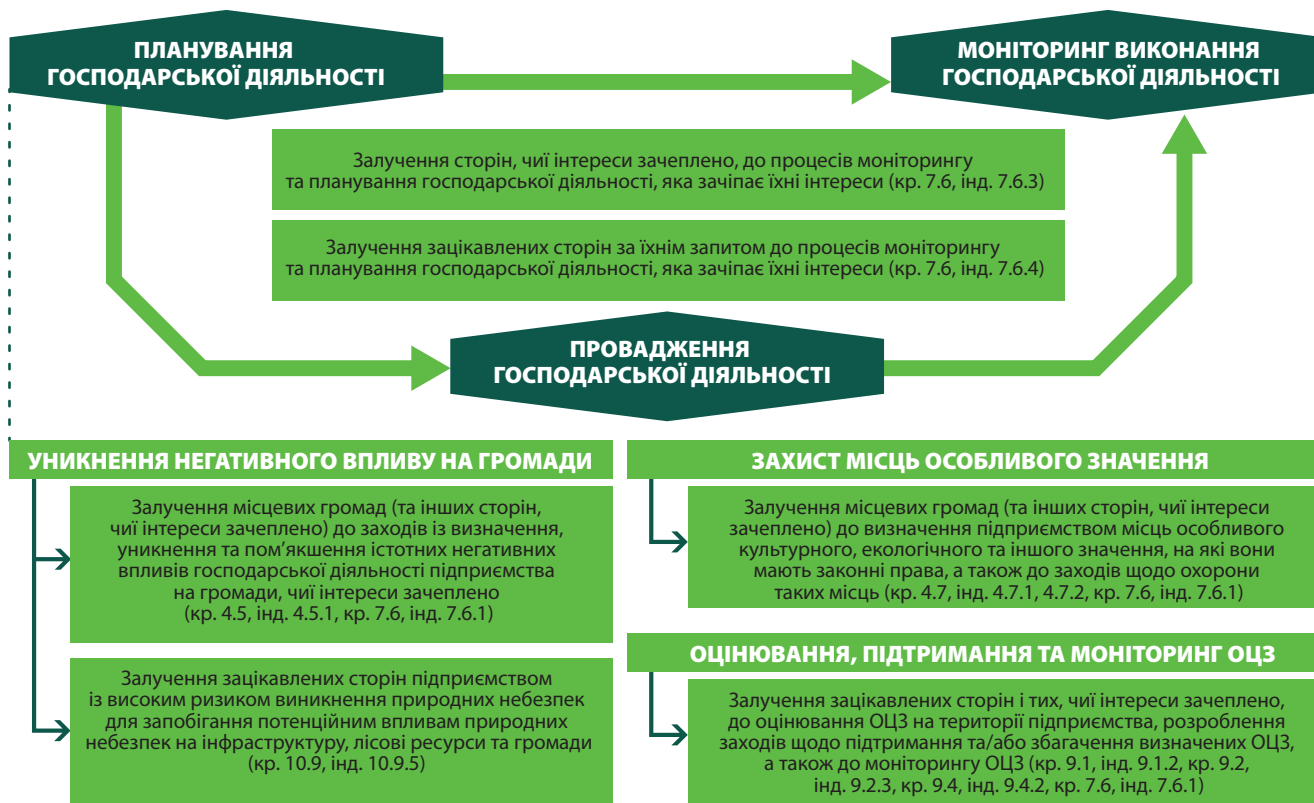 ПЛАНУВАННЯ
ГОСПОДАРСЬКОЇ ДІЯЛЬНОСТІ
МОНІТОРИНГ ВИКОНАННЯ
ГОСПОДАРСЬКОЇ ДІЯЛЬНОСТІ
Залучення сторін, чиї інтереси зачеплено, до процесів моніторингу
та планування господарської діяльності, яка зачіпає їхні інтереси (кр. 7.6, інд. 7.6.3)
Залучення зацікавлених сторін за їхнім запитом до процесів моніторингу
та планування господарської діяльності, яка зачіпає їхні інтереси (кр. 7.6, інд. 7.6.4)
ПРОВАДЖЕННЯ
ГОСПОДАРСЬКОЇ ДІЯЛЬНОСТІ
УНИКНЕННЯ НЕГАТИВНОГО ВПЛИВУ НА ГРОМАДИ
Залучення місцевих громад (та інших сторін,
чиї інтереси зачеплено) до заходів із визначення,
уникнення та пом’якшення істотних негативних
впливів господарської діяльності підприємства
на громади, чиї інтереси зачеплено
(кр. 4.5, інд. 4.5.1, кр. 7.6, інд. 7.6.1)
Залучення зацікавлених сторін підприємством
із високим ризиком виникнення природних небезпек
для запобігання потенційним впливам природних
небезпек на інфраструктуру, лісові ресурси та громади
(кр. 10.9, інд. 10.9.5)
ЗАХИСТ МІСЦЬ ОСОБЛИВОГО ЗНАЧЕННЯ
Залучення місцевих громад (та інших сторін, чиї інтереси
зачеплено) до визначення підприємством місць особливого
культурного, екологічного та іншого значення, на які вони
мають законні права, а також до заходів щодо охорони
таких місць (кр. 4.7, інд. 4.7.1, 4.7.2, кр. 7.6, інд. 7.6.1)
ОЦІНЮВАННЯ, ПІДТРИМАННЯ ТА МОНІТОРИНГ ОЦЗ
Залучення зацікавлених сторін і тих, чиї інтереси зачеплено,
до оцінювання ОЦЗ на території підприємства, розроблення
заходів щодо підтримання та/або збагачення визначених ОЦЗ,
а також до моніторингу ОЦЗ (кр. 9.1, інд. 9.1.2, кр. 9.2,
інд. 9.2.3, кр. 9.4, інд. 9.4.2, кр. 7.6, інд. 7.6.1)